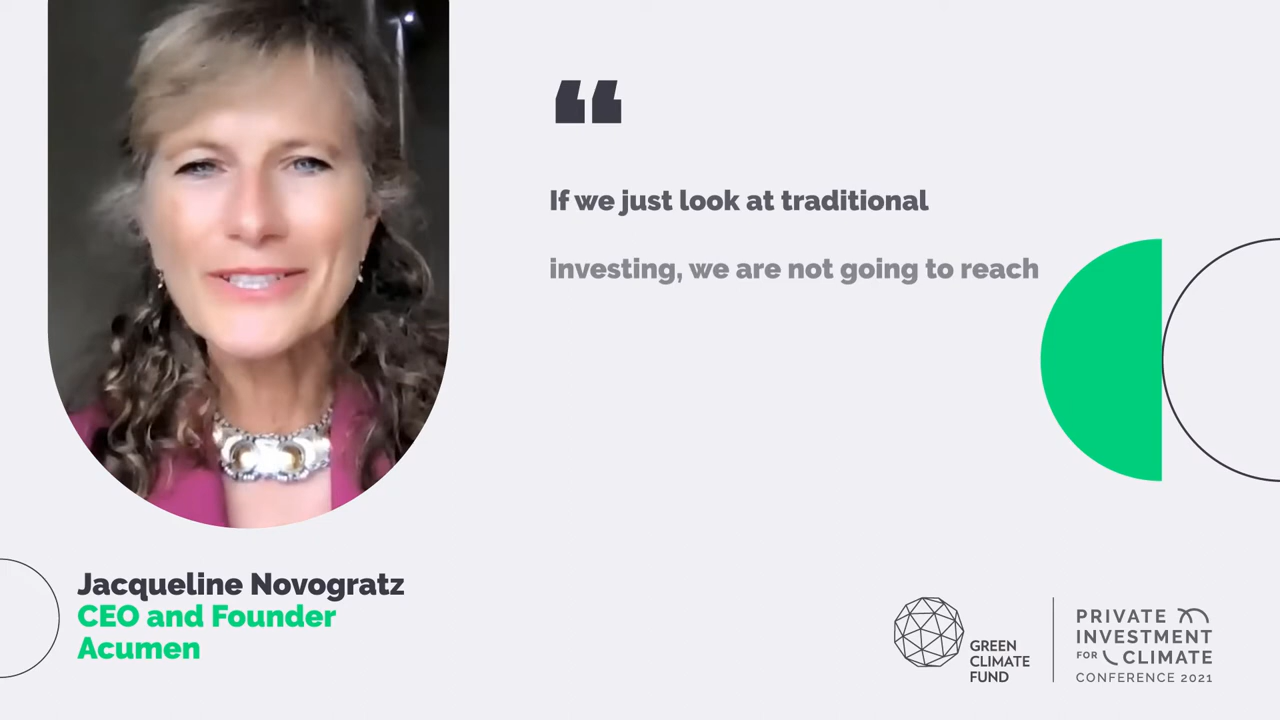 “
If we just look at traditional
investing, we are not going to reach
Jacqueline Novogratz
CEO and Founder
Acumen
GREEN
CLIMATE
FUND
PRIVATE
INVESTMENT
FOR CLIMATE
CONFERENCE 2021